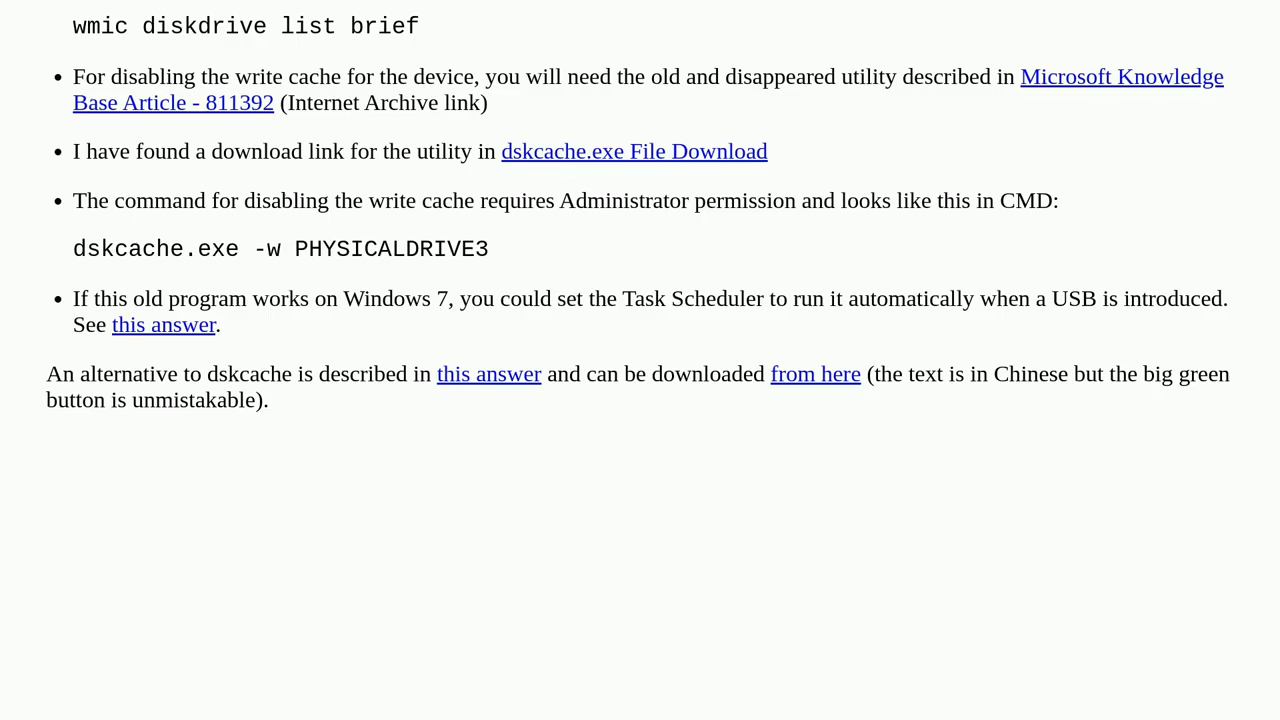 wmic diskdrive list brief
• For disabling the write cache for the device, you will need the old and disappeared utility described in Microsoft Knowledge
Base Article - 811392 (Internet Archive link)
• I have found a download link for the utility in dskcache.exe File Download
• The command for disabling the write cache requires Administrator permission and looks like this in CMD:
dskcache.exe -w PHYSICALDRIVE3
• If this old program works on Windows 7, you could set the Task Scheduler to run it automatically when a USB is introduced.
See this answer.
An alternative to dskcache is described in this answer and can be downloaded from here (the text is in Chinese but the big green
button is unmistakable).